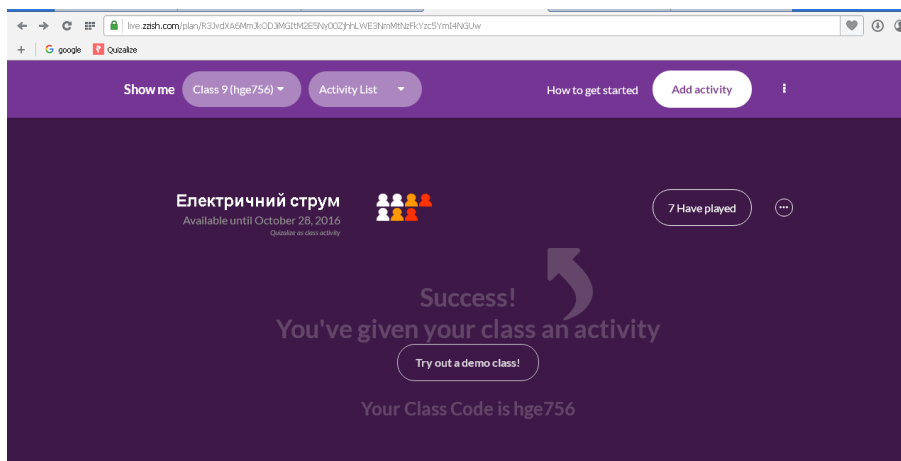 live.zzish.com/plan/
google Quizalize
Show me Class 9 (hge756) Activity List How to get started Add activity
Електричний струм
Available until October 28, 2016
Quizalize as class activity
7 Have played
Success!
You've given your class an activity
Try out a demo class!
Your Class Code is hge756